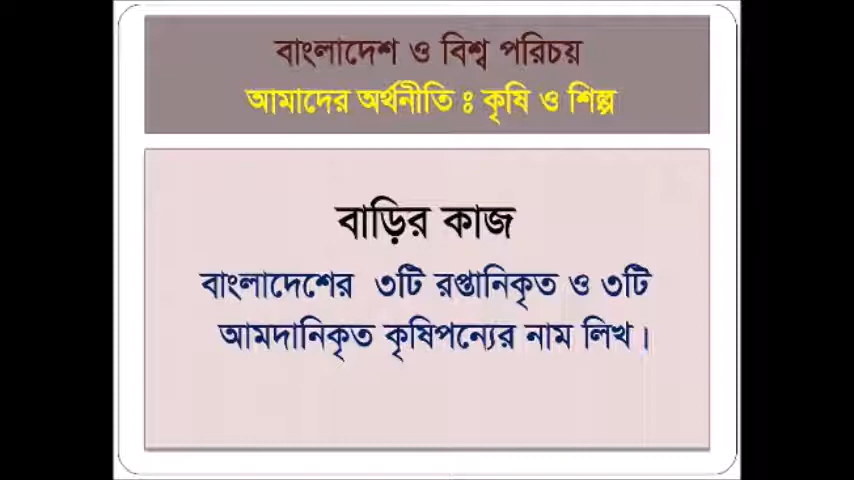 বাংলাদেশ ও বিশ্ব পরিচয়
আমাদের অর্থনীতি ঃ কৃষি ও শিল্প
বাড়ির কাজ
বাংলাদেশের ৩টি রপ্তানিকৃত ও ৩টি
আমদানিকৃত কৃষিপন্যের নাম লিখ।